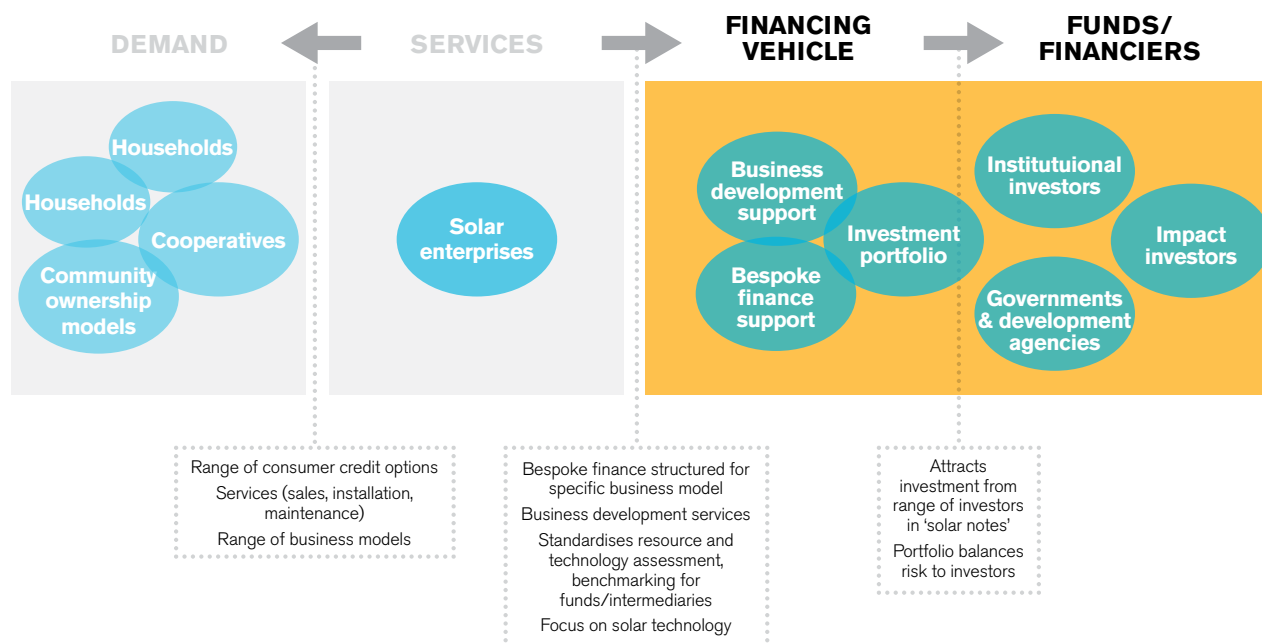 DEMAND
SERVICES
FINANCING
VEHICLE
FUNDS/
FINANCIERS
Households
Households
Cooperatives
Community
ownership
models
Solar
enterprises
Business
development
support
Investment
portfolio
Bespoke
finance
support
Institutuional
investors
Impact
investors
Governments
& development
agencies
Range of consumer credit options
Services (sales, installation,
maintenance)
Range of business models
Bespoke finance structured for
specific business model
Business development services
Standardises resource and
technology assessment,
benchmarking for
funds/intermediaries
Focus on solar technology
Attracts
investment from
range of investors
in ‘solar notes’
Portfolio balances
risk to investors